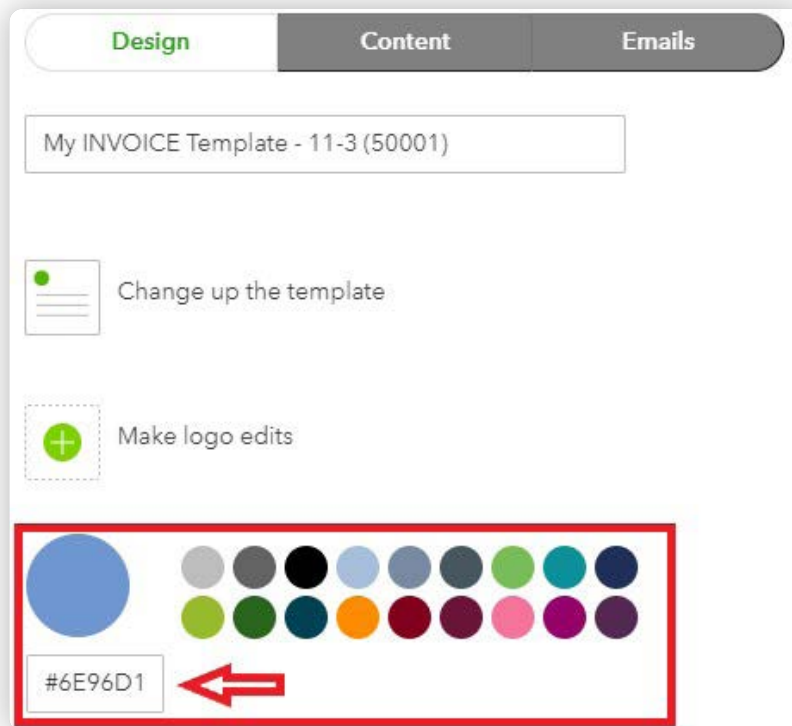 Design Content Emails
My INVOICE Template - 11-3 (50001)
Change up the template
Make logo edits
#6E96D1